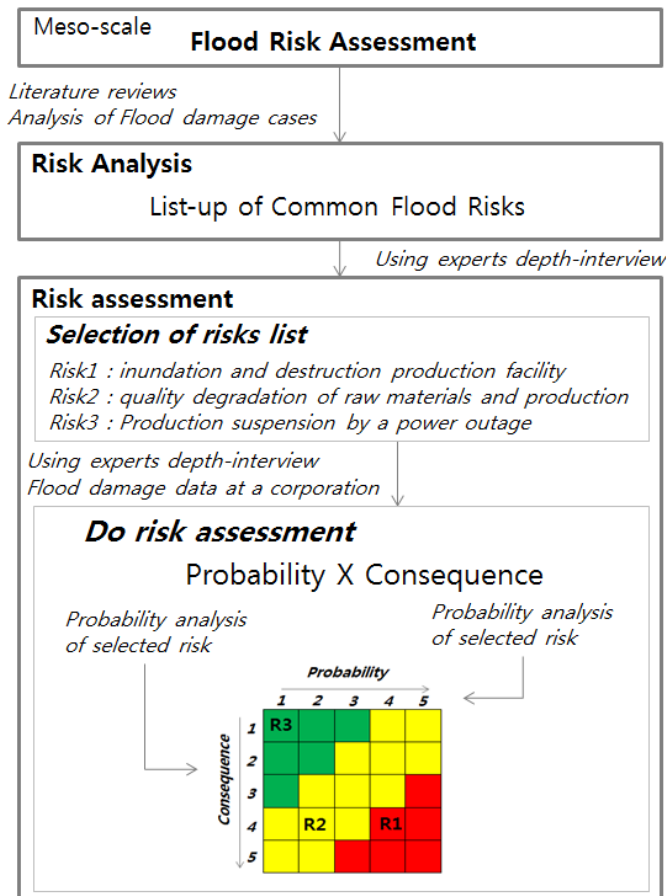 Meso-scale
Flood Risk Assessment
Literature reviews
Analysis of Flood damage cases
Risk Analysis
List-up of Common Flood Risks
Using experts depth-interview
Risk assessment
Selection of risks list
Risk1 : inundation and destruction production facility
Risk2 : quality degradation of raw materials and production
Risk3 : Production suspension by a power outage
Using experts depth-interview
Flood damage data at a corporation
Do risk assessment
Probability X Consequence
Probability analysis
of selected risk
Probability analysis
of selected risk
Probability
1 2 3 4 5
Consequence
1 R3
2
3
4 R2 R1
5